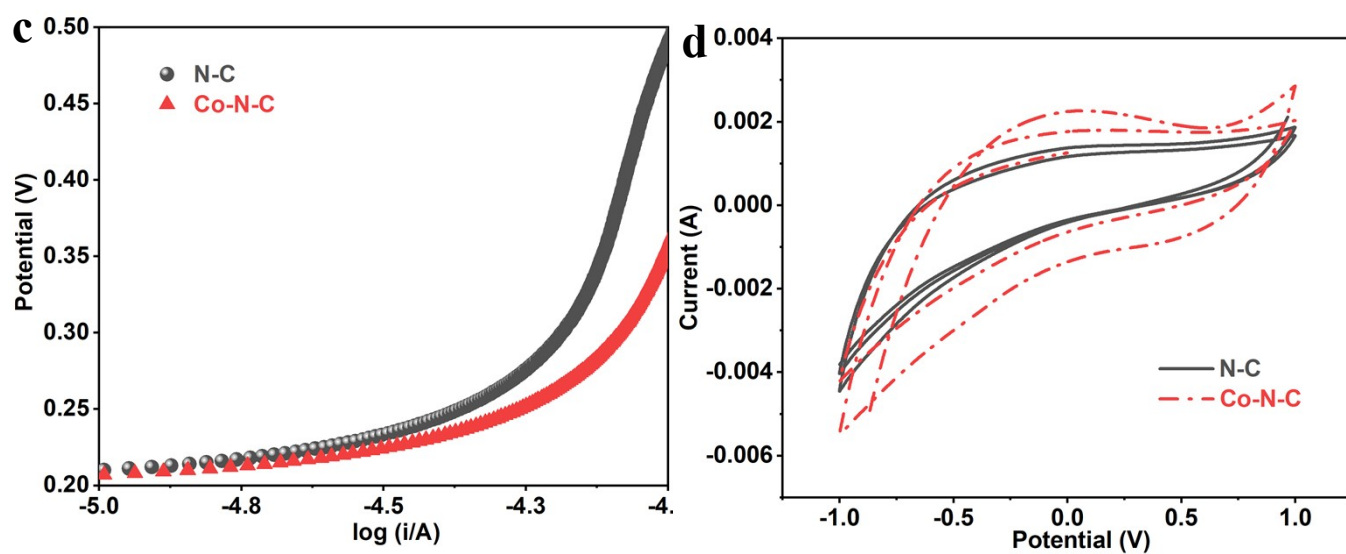 c
0.50
0.45
0.40
0.35
0.30
0.25
0.20
Potential (V)
N-C
Co-N-C
-5.0
-4.8
-4.5
-4.3
-4.
log (i/A)
d
0.004
0.002
0.000
-0.002
-0.004
-0.006
Current (A)
N-C
Co-N-C
-1.0
-0.5
0.0
0.5
1.0
Potential (V)